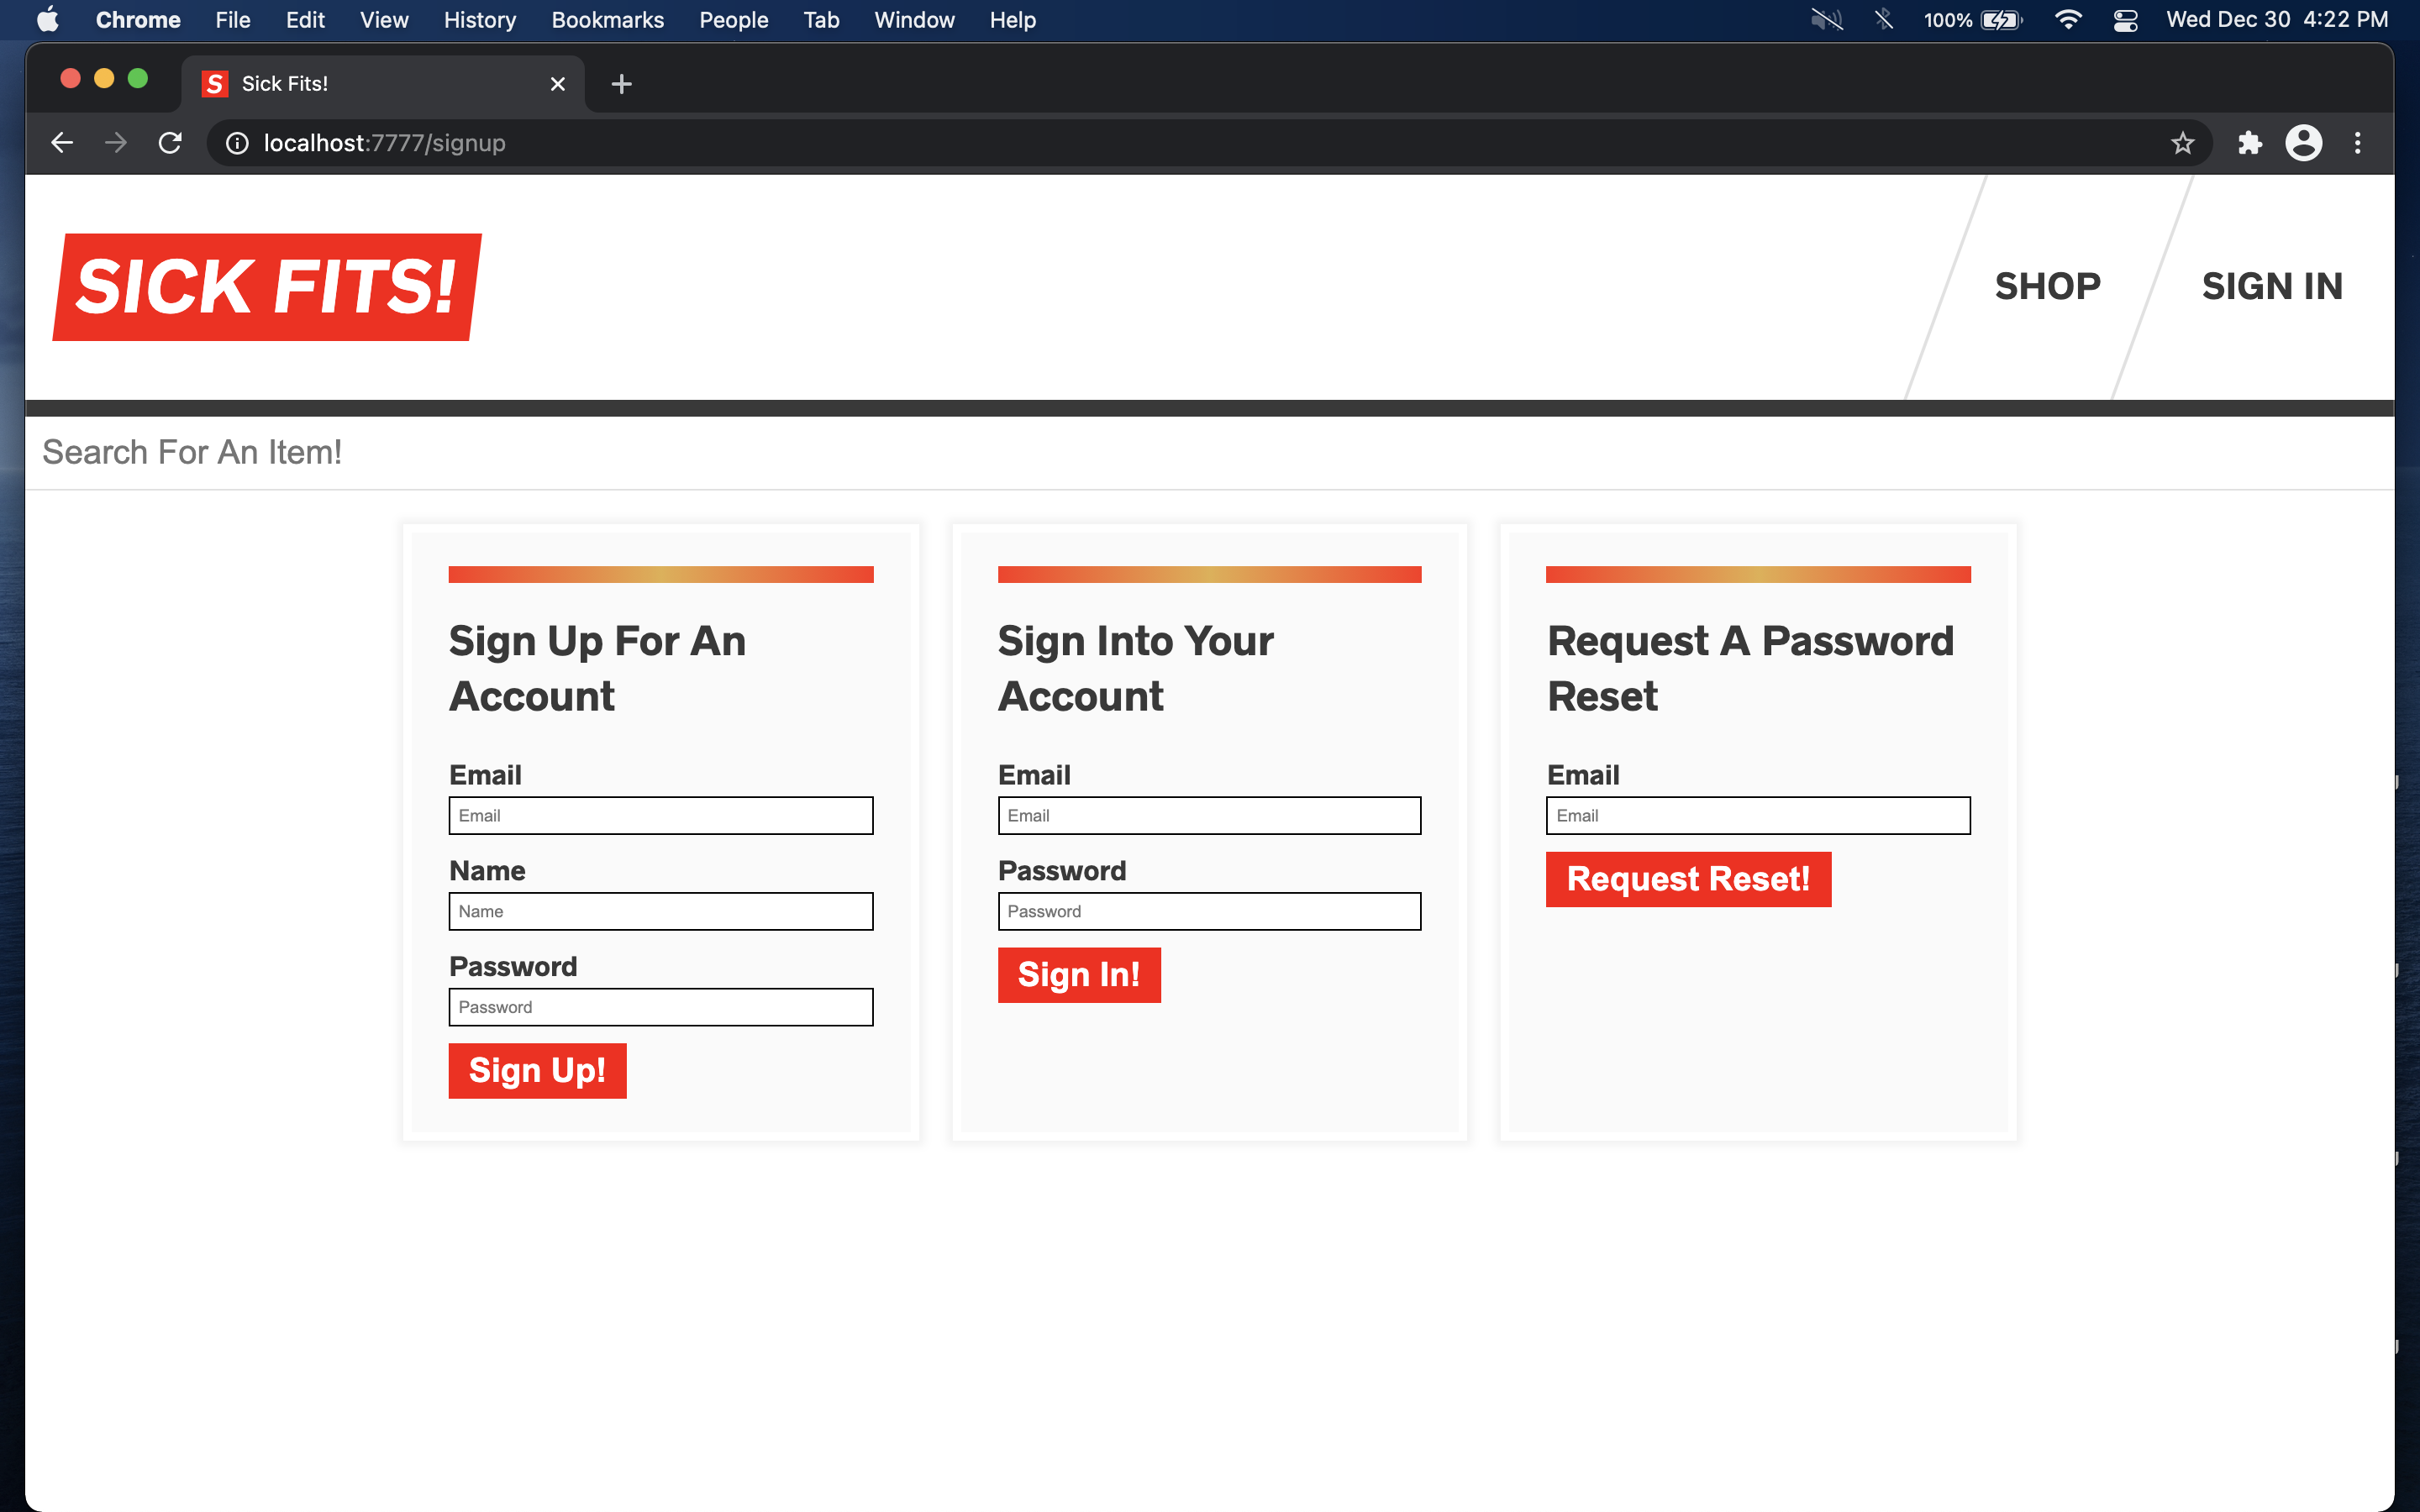 Chrome File Edit View History Bookmarks People Tab Window Help 100% Wed Dec 30 4:22 PM
S Sick Fits!
localhost:7777/signup
SICK FITS!
SHOP
SIGN IN
Search For An Item!
Sign Up For An
Account
Email
Email
Name
Name
Password
Password
Sign Up!
Sign Into Your
Account
Email
Email
Password
Password
Sign In!
Request A Password
Reset
Email
Email
Request Reset!